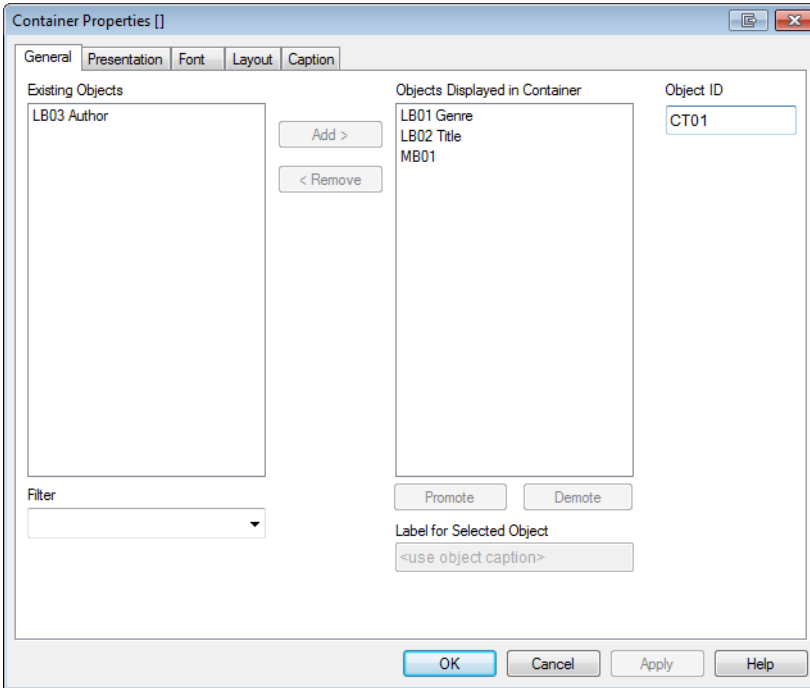 Container Properties []
General Presentation Font Layout Caption
Existing Objects
LB03 Author
Add >
< Remove
Objects Displayed in Container
LB01 Genre
LB02 Title
MB01
Object ID
CT01
Filter
Promote Demote
Label for Selected Object
<use object caption>
OK Cancel Apply Help